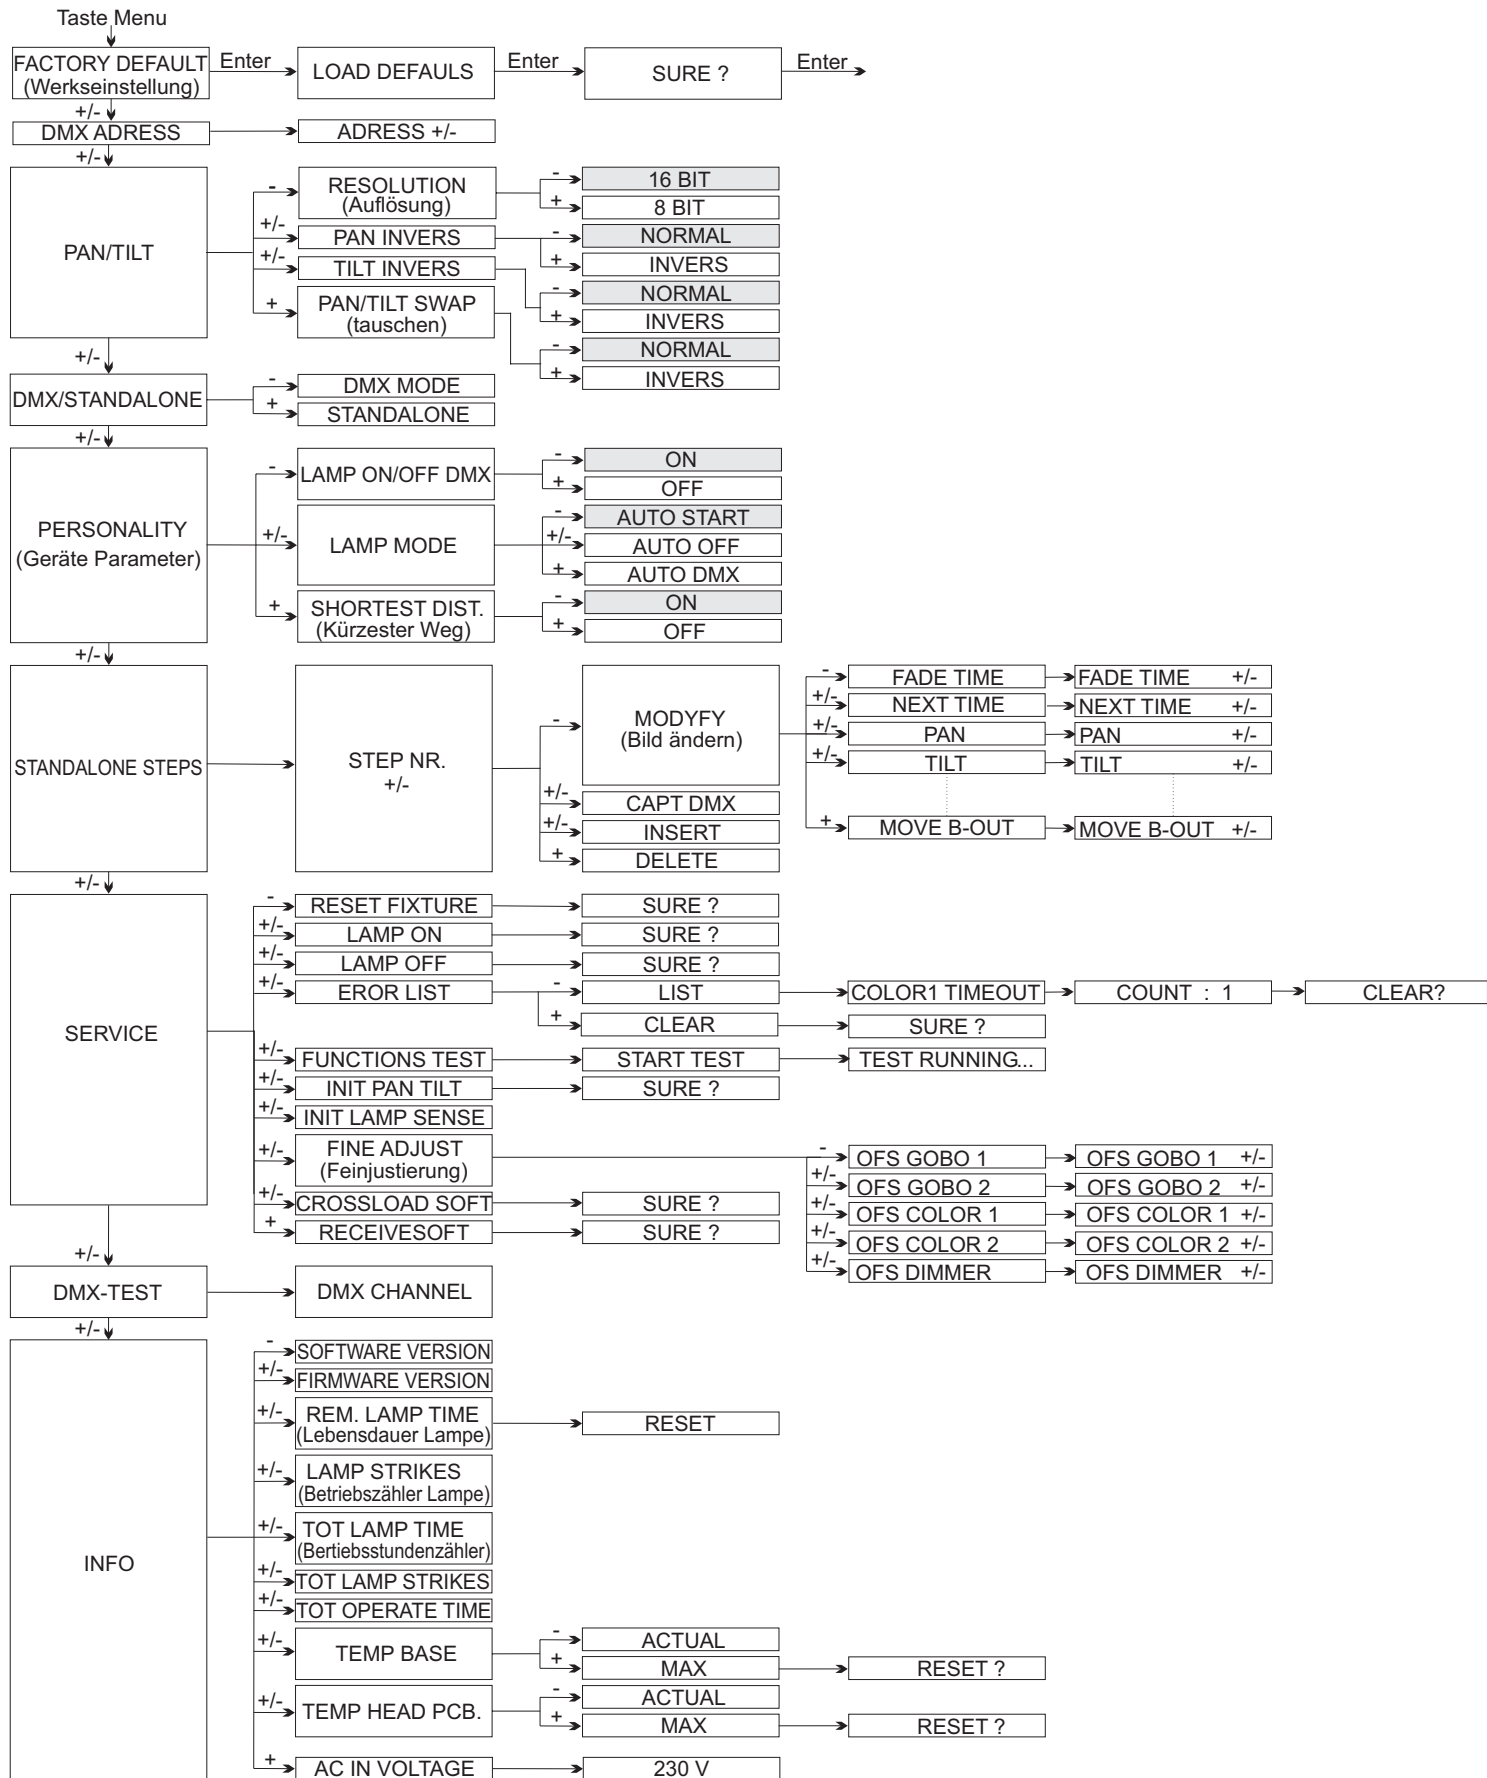 Taste Menu
FACTORY DEFAULT Enter LOAD DEFAULS Enter SURE ? Enter
(Werkseinstellung)
+/-
DMX ADRESS ADRESS +/-
+/-
PAN/TILT
- RESOLUTION - 16 BIT
(Auflösung) + 8 BIT
+/- PAN INVERS - NORMAL
+ INVERS
+/- TILT INVERS - NORMAL
+ INVERS
+ PAN/TILT SWAP - NORMAL
(tauschen) + INVERS
+/-
DMX/STANDALONE
- DMX MODE
+ STANDALONE
+/-
PERSONALITY
(Geräte Parameter)
- LAMP ON/OFF DMX - ON
+ OFF
+/- LAMP MODE - AUTO START
+/- AUTO OFF
+ AUTO DMX
+ SHORTEST DIST. - ON
(Kürzester Weg) + OFF
+/-
STANDALONE STEPS
STEP NR.
+/-
- MODYFY
(Bild ändern)
- FADE TIME FADE TIME +/-
+/- NEXT TIME NEXT TIME +/-
+/- PAN PAN +/-
+/- TILT TILT +/-
+ MOVE B-OUT MOVE B-OUT +/-
+/- CAPT DMX
+/- INSERT
+ DELETE
+/-
SERVICE
- RESET FIXTURE SURE ?
+/- LAMP ON SURE ?
+/- LAMP OFF SURE ?
+/- EROR LIST - LIST COLOR1 TIMEOUT COUNT : 1 CLEAR?
+ CLEAR SURE ?
+/- FUNCTIONS TEST START TEST TEST RUNNING...
+/- INIT PAN TILT SURE ?
+/- INIT LAMP SENSE
+/- FINE ADJUST
(Feinjustierung)
- OFS GOBO 1 OFS GOBO 1 +/-
+/- OFS GOBO 2 OFS GOBO 2 +/-
+/- OFS COLOR 1 OFS COLOR 1 +/-
+/- OFS COLOR 2 OFS COLOR 2 +/-
+/- OFS DIMMER OFS DIMMER +/-
+/- CROSSLOAD SOFT SURE ?
+ RECEIVESOFT SURE ?
+/-
DMX-TEST DMX CHANNEL
+/-
INFO
- SOFTWARE VERSION
+/- FIRMWARE VERSION
+/- REM. LAMP TIME RESET
(Lebensdauer Lampe)
+/- LAMP STRIKES
(Betriebszähler Lampe)
+/- TOT LAMP TIME
(Bertiebsstundenzähler)
+/- TOT LAMP STRIKES
+/- TOT OPERATE TIME
+/- TEMP BASE - ACTUAL
+ MAX RESET ?
+/- TEMP HEAD PCB. - ACTUAL
+ MAX RESET ?
+ AC IN VOLTAGE 230 V